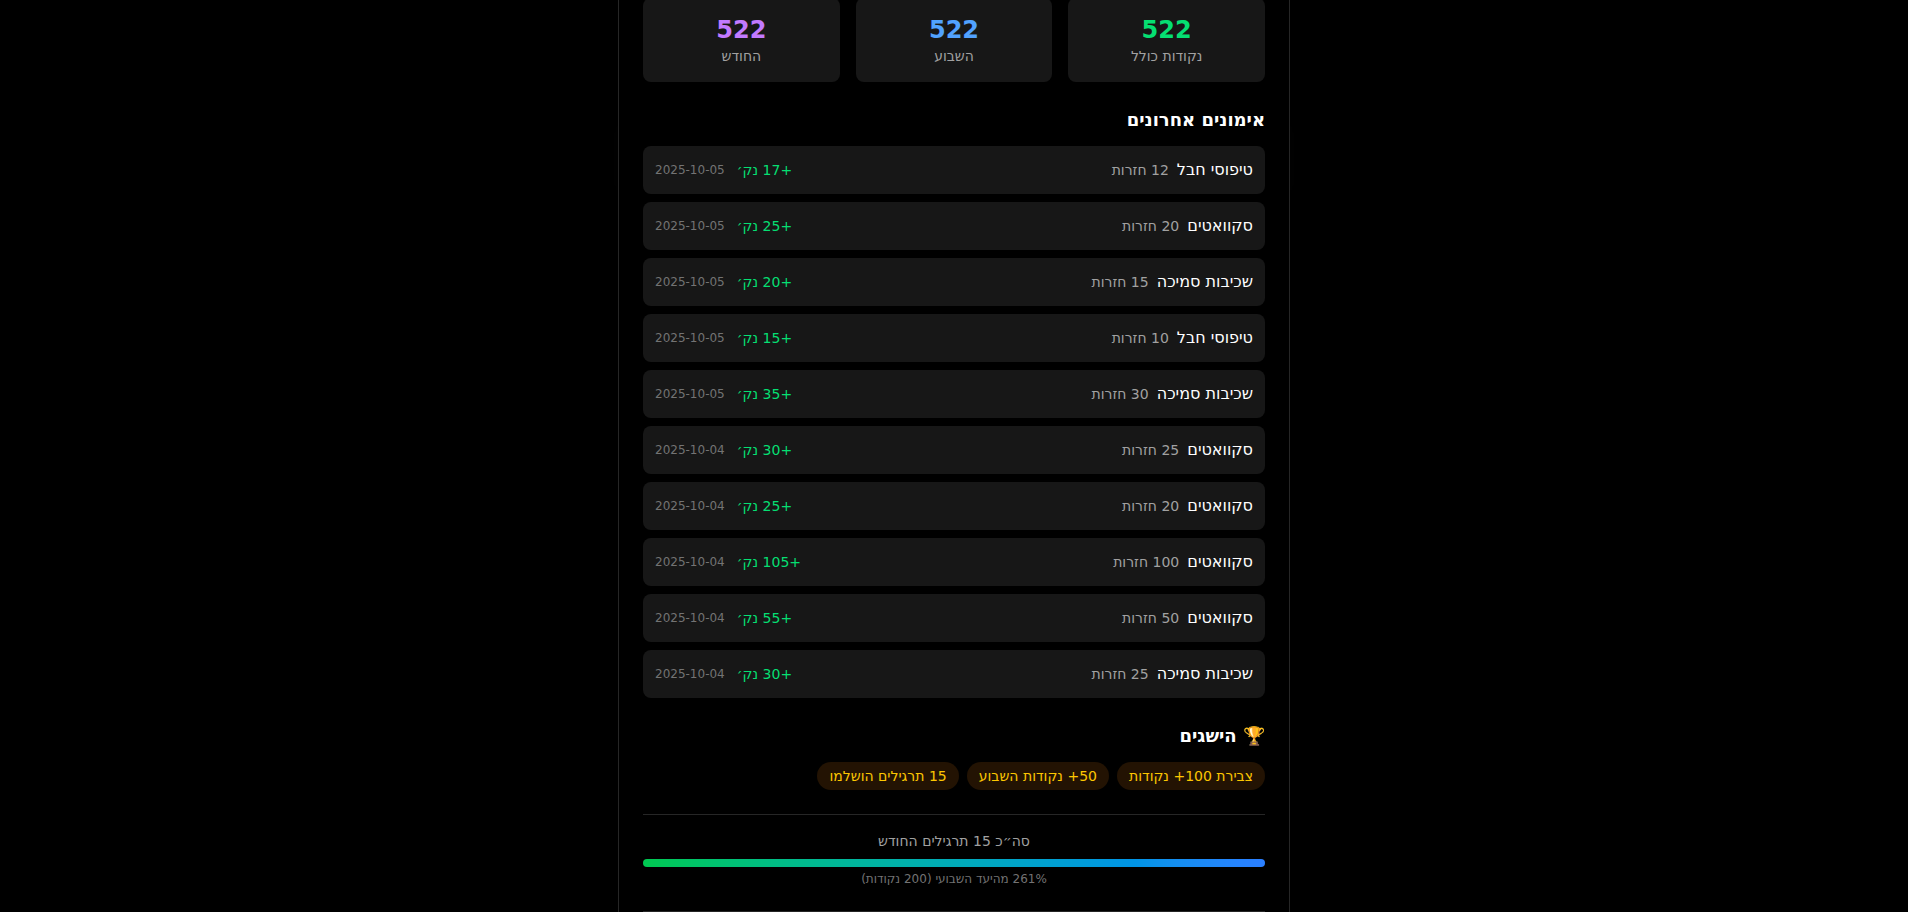 522
נקודות כולל
522
השבוע
522
החודש
אימונים אחרונים
טיפוסי חבל 12 חזרות +17 נק׳ 2025-10-05
סקוואטים 20 חזרות +25 נק׳ 2025-10-05
שכיבות סמיכה 15 חזרות +20 נק׳ 2025-10-05
טיפוסי חבל 10 חזרות +15 נק׳ 2025-10-05
שכיבות סמיכה 30 חזרות +35 נק׳ 2025-10-05
סקוואטים 25 חזרות +30 נק׳ 2025-10-04
סקוואטים 20 חזרות +25 נק׳ 2025-10-04
סקוואטים 100 חזרות +105 נק׳ 2025-10-04
סקוואטים 50 חזרות +55 נק׳ 2025-10-04
שכיבות סמיכה 25 חזרות +30 נק׳ 2025-10-04
🏆 הישגים
צבירת 100+ נקודות
50+ נקודות השבוע
15 תרגילים הושלמו
סה״כ 15 תרגילים החודש
261% מהיעד השבועי (200 נקודות)